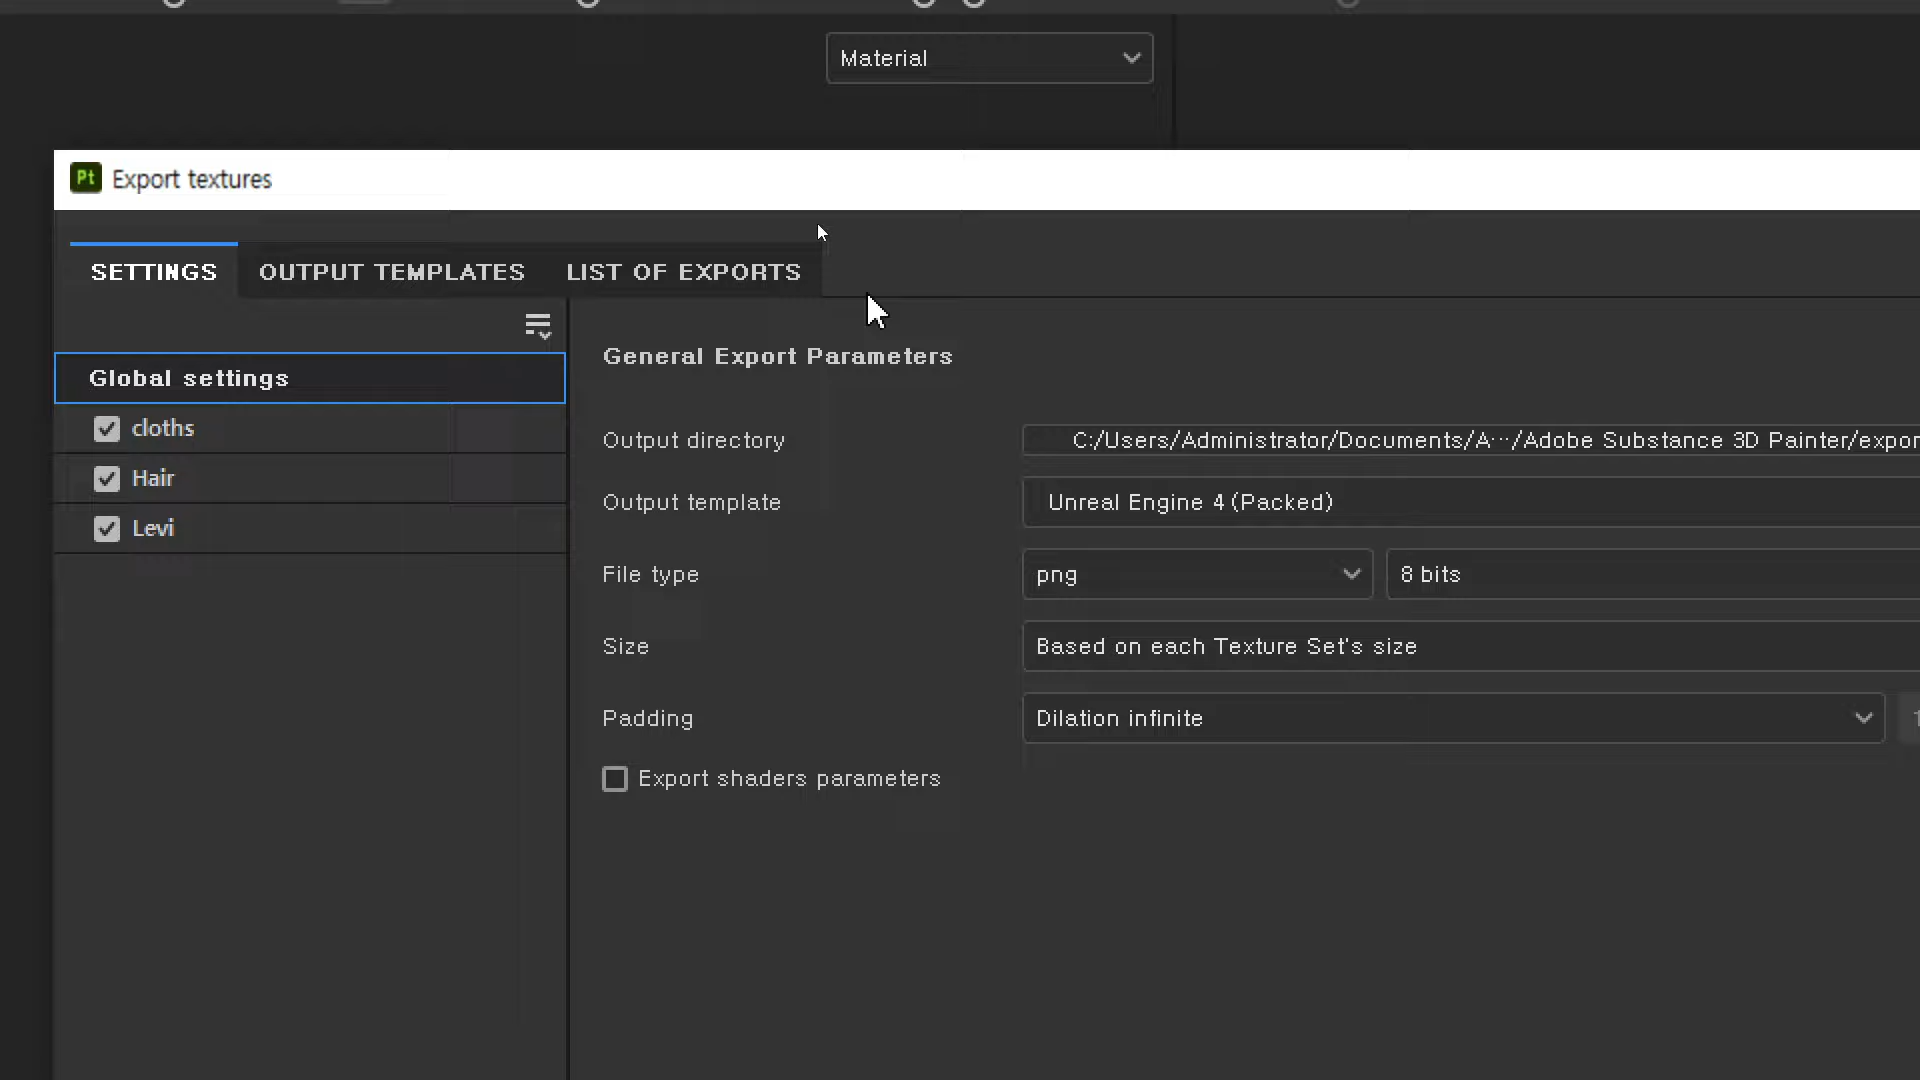 Material
Pt Export textures
SETTINGS OUTPUT TEMPLATES LIST OF EXPORTS
Global settings
cloths
Hair
Levi
General Export Parameters
Output directory C:/Users/Administrator/Documents/A···/Adobe Substance 3D Painter/expor
Output template Unreal Engine 4 (Packed)
File type png 8 bits
Size Based on each Texture Set's size
Padding Dilation infinite
Export shaders parameters